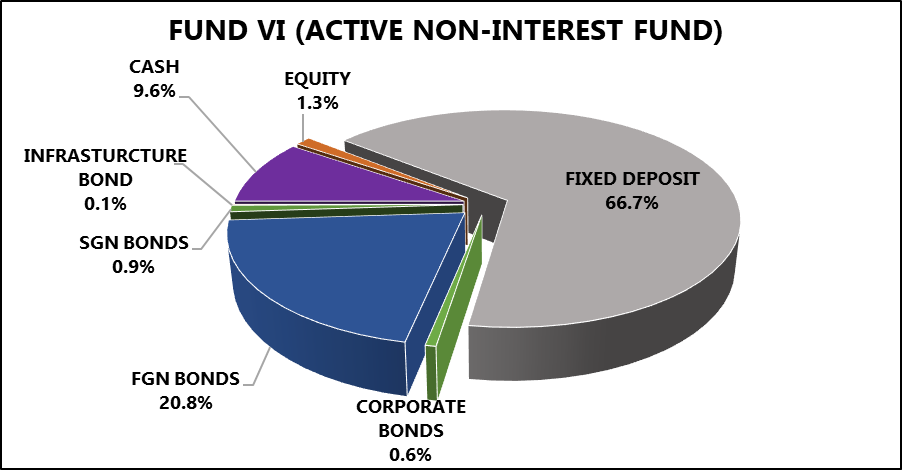 FUND VI (ACTIVE NON-INTEREST FUND)
CASH
9.6%
EQUITY
1.3%
INFRASTURCTURE
BOND
0.1%
FIXED DEPOSIT
66.7%
SGN BONDS
0.9%
FGN BONDS
20.8%
CORPORATE
BONDS
0.6%